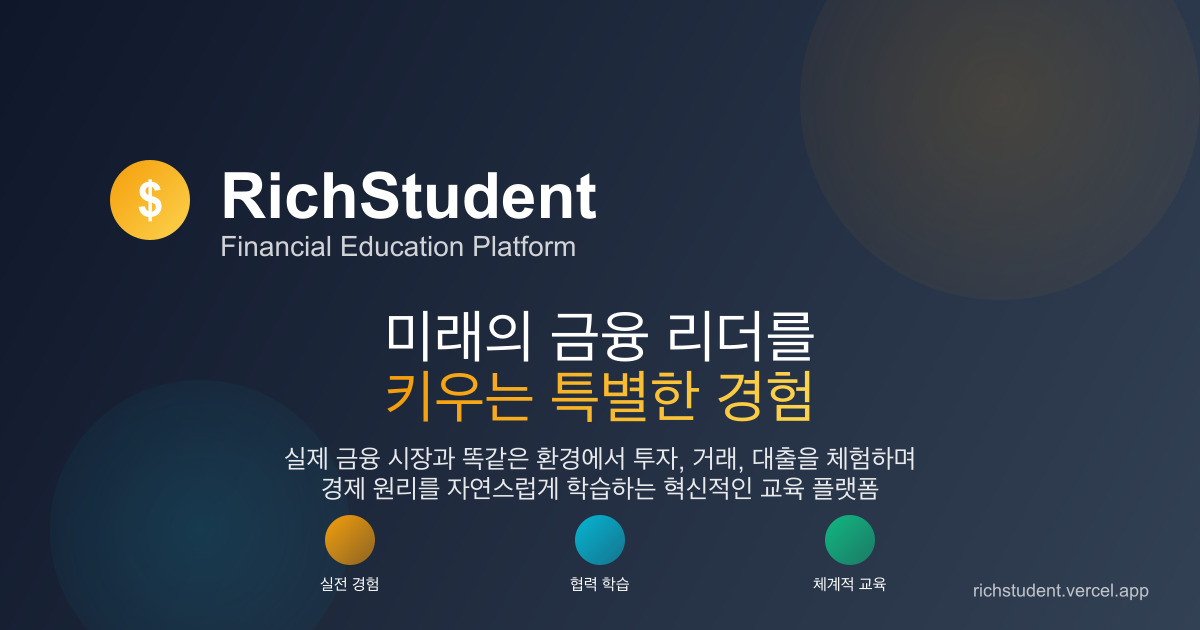 $
RichStudent
Financial Education Platform
미래의 금융 리더를
키우는 특별한 경험
실제 금융 시장과 똑같은 환경에서 투자, 거래, 대출을 체험하며
경제 원리를 자연스럽게 학습하는 혁신적인 교육 플랫폼
실전 경험
협력 학습
체계적 교육
richstudent.vercel.app